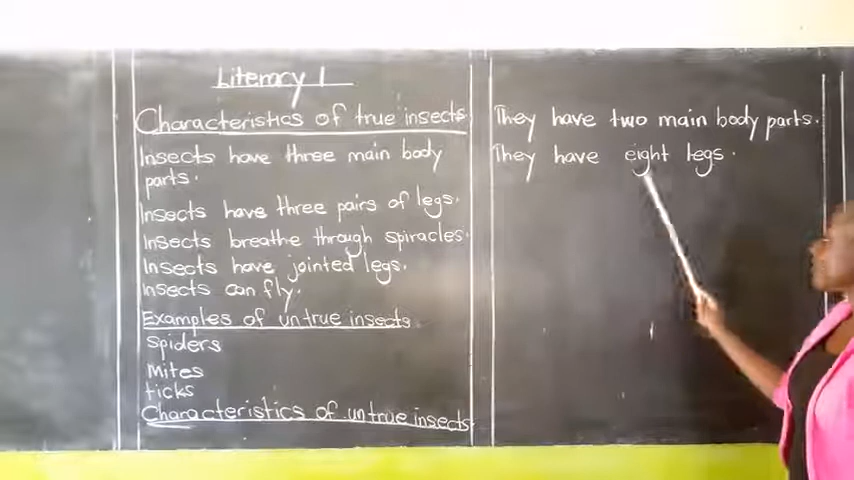 Literacy 1
Characteristics of true insects
Insects have three main body
parts.
Insects have three pairs of legs.
Insects breathe through spiracles.
Insects have jointed legs.
Insects can fly.
Examples of untrue insects
Spiders
mites
ticks
Characteristics of untrue insects
They have two main body parts.
They have eight legs.